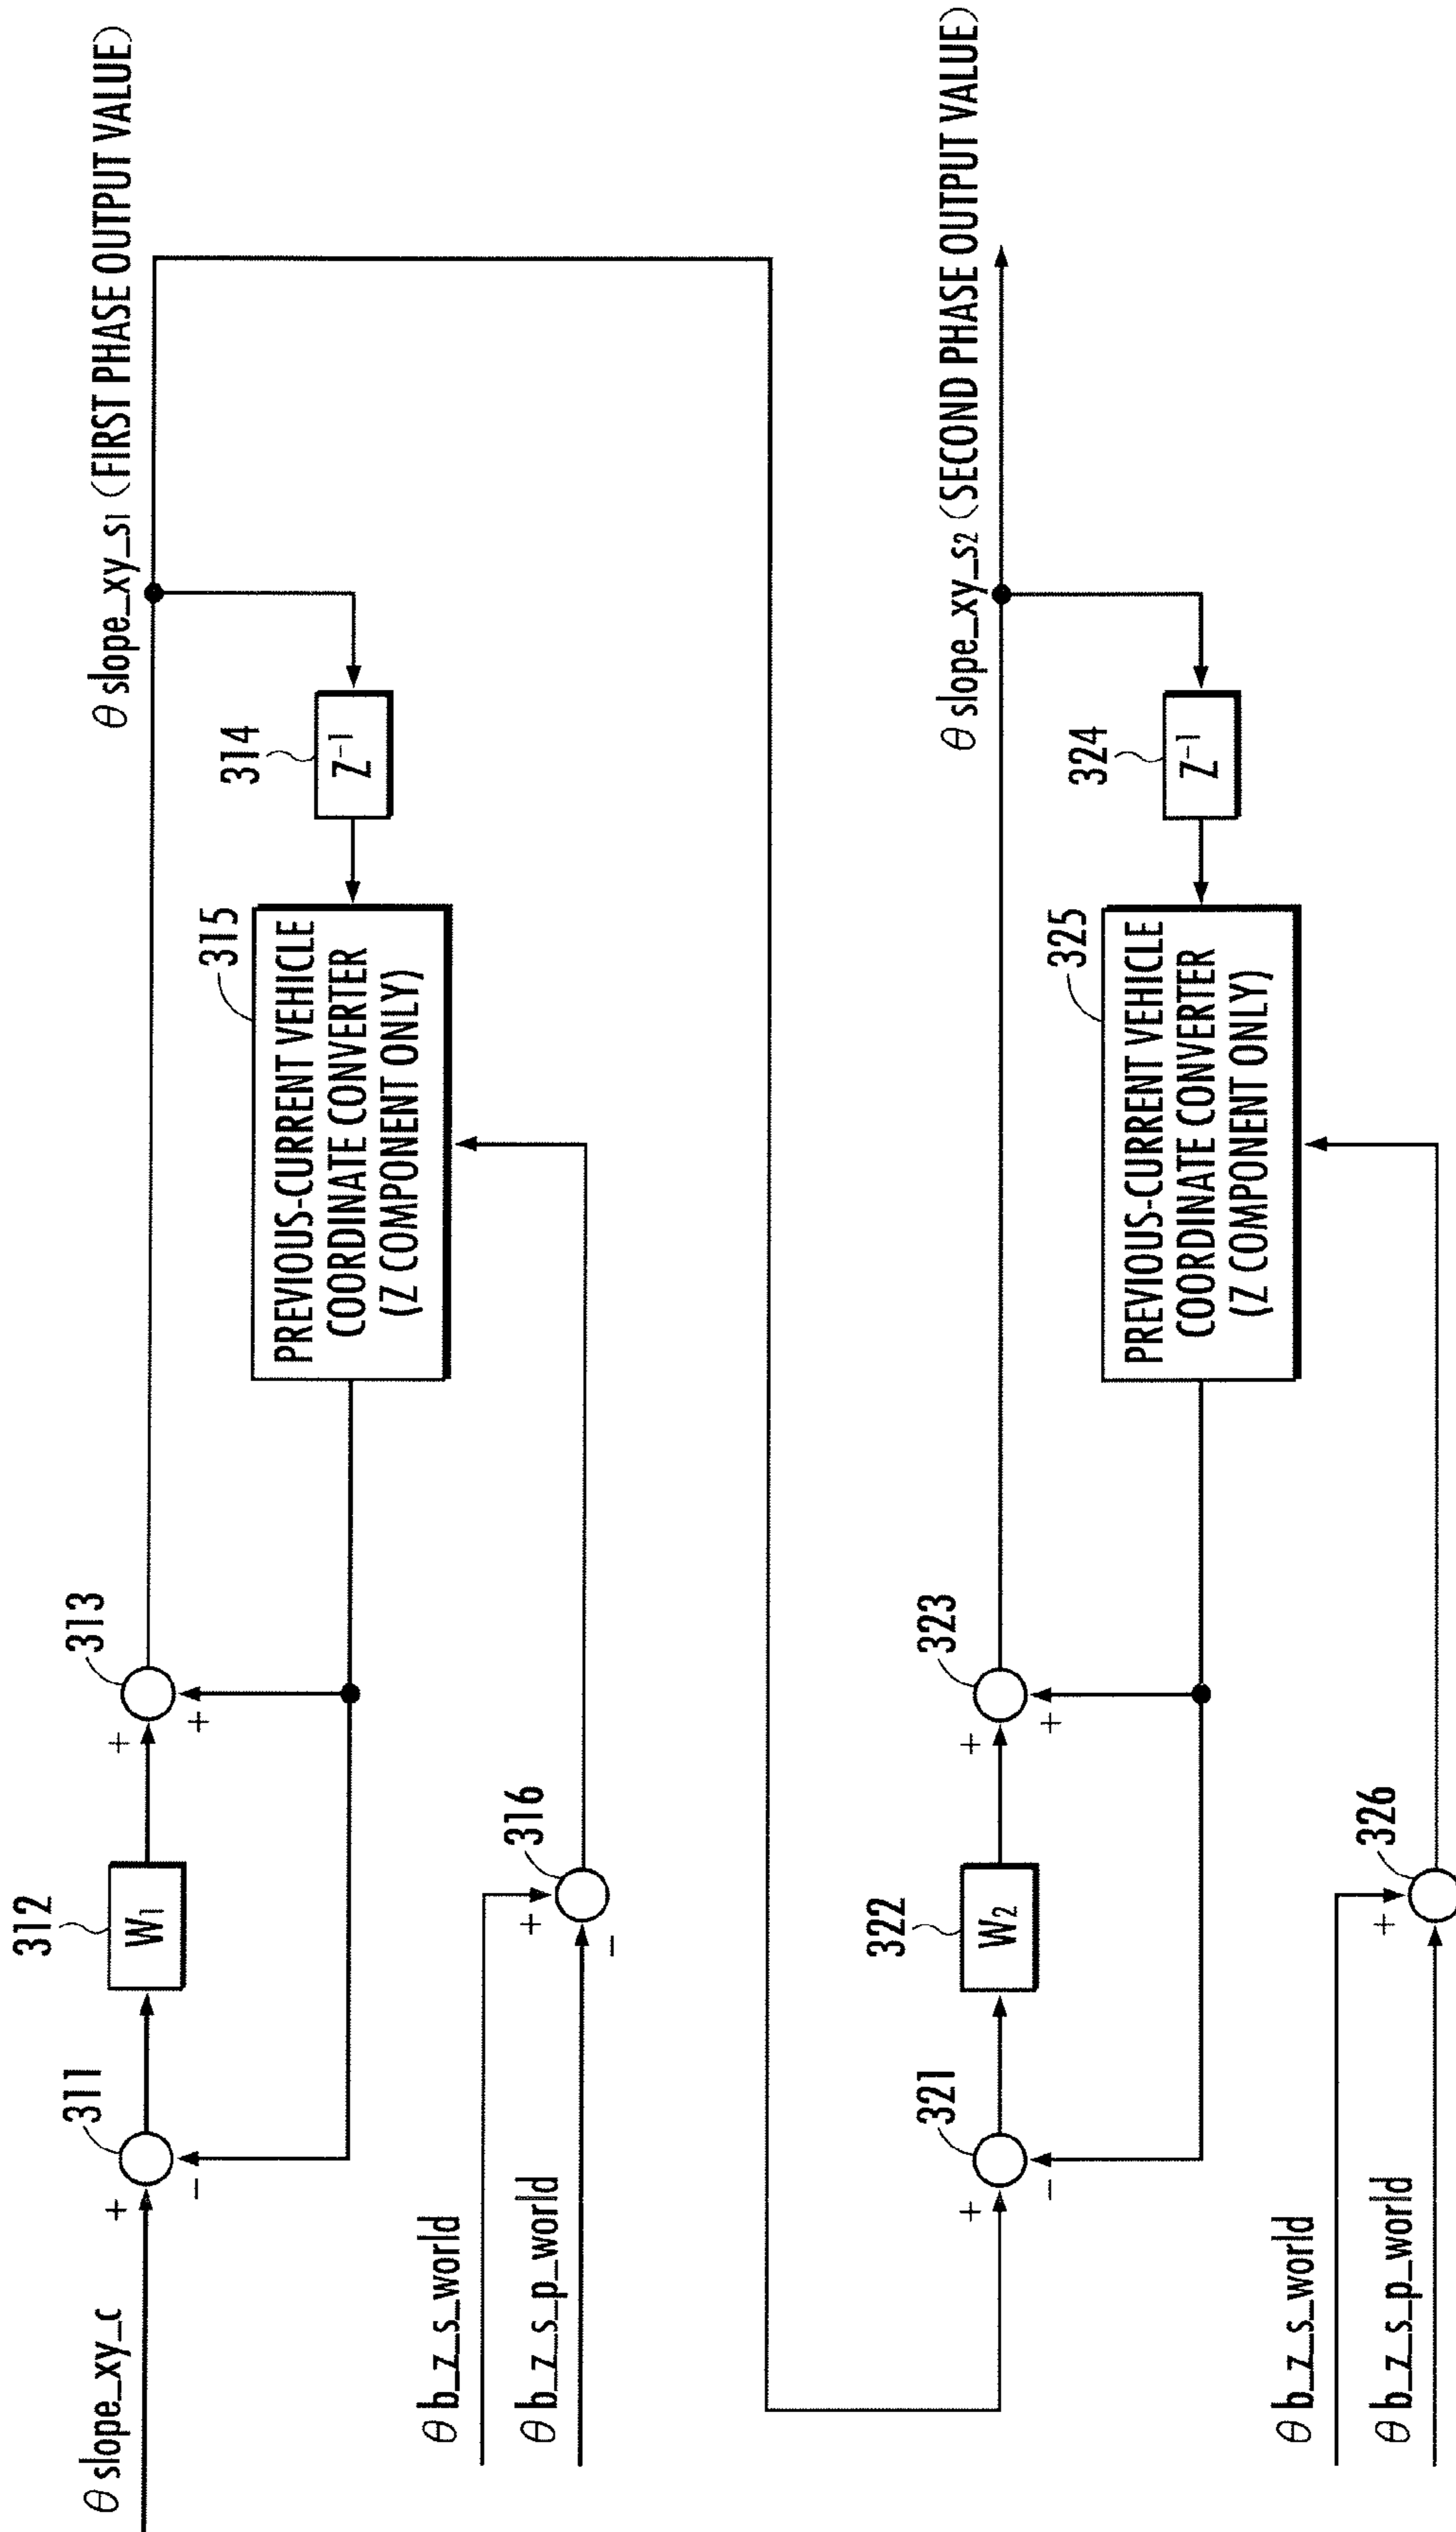 θ slope_xy_s1 (FIRST PHASE OUTPUT VALUE)
312
313
311
W1
+
+
+
−
314
Z⁻¹
315
PREVIOUS-CURRENT VEHICLE
COORDINATE CONVERTER
(Z COMPONENT ONLY)
θ slope_xy_c
316
+
−
θ b_z_s_world
θ b_z_s_p_world
θ slope_xy_s2 (SECOND PHASE OUTPUT VALUE)
322
323
321
W2
+
+
+
−
324
Z⁻¹
325
PREVIOUS-CURRENT VEHICLE
COORDINATE CONVERTER
(Z COMPONENT ONLY)
326
+
θ b_z_s_world
θ b_z_s_p_world